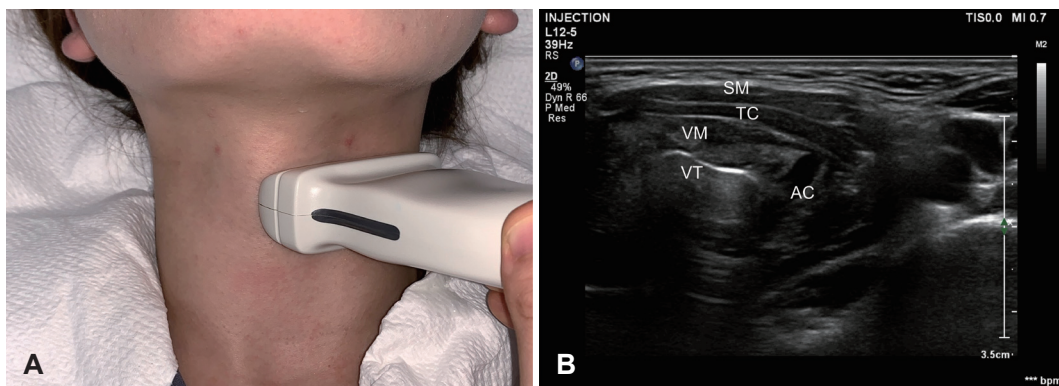 A
INJECTION
TIS0.0 MI 0.7
L12-5
39Hz
RS
M2
P
2D
49%
Dyn R 66
P Med
Res
SM
TC
VM
VT
AC
3.5cm
*** bpm
B